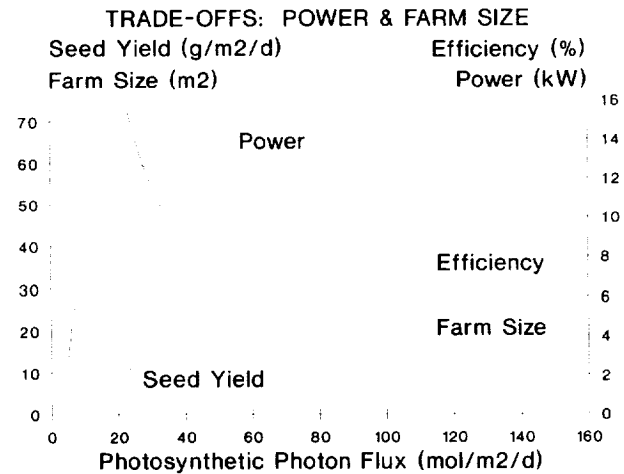 TRADE-OFFS: POWER & FARM SIZE
Seed Yield (g/m2/d) Efficiency (%)
Farm Size (m2) Power (kW)
16
70
Power 14
60
12
50
10
40
Efficiency 8
30
6
20 Farm Size
4
10 Seed Yield 2
0 0
0 20 40 60 80 100 120 140 160
Photosynthetic Photon Flux (mol/m2/d)